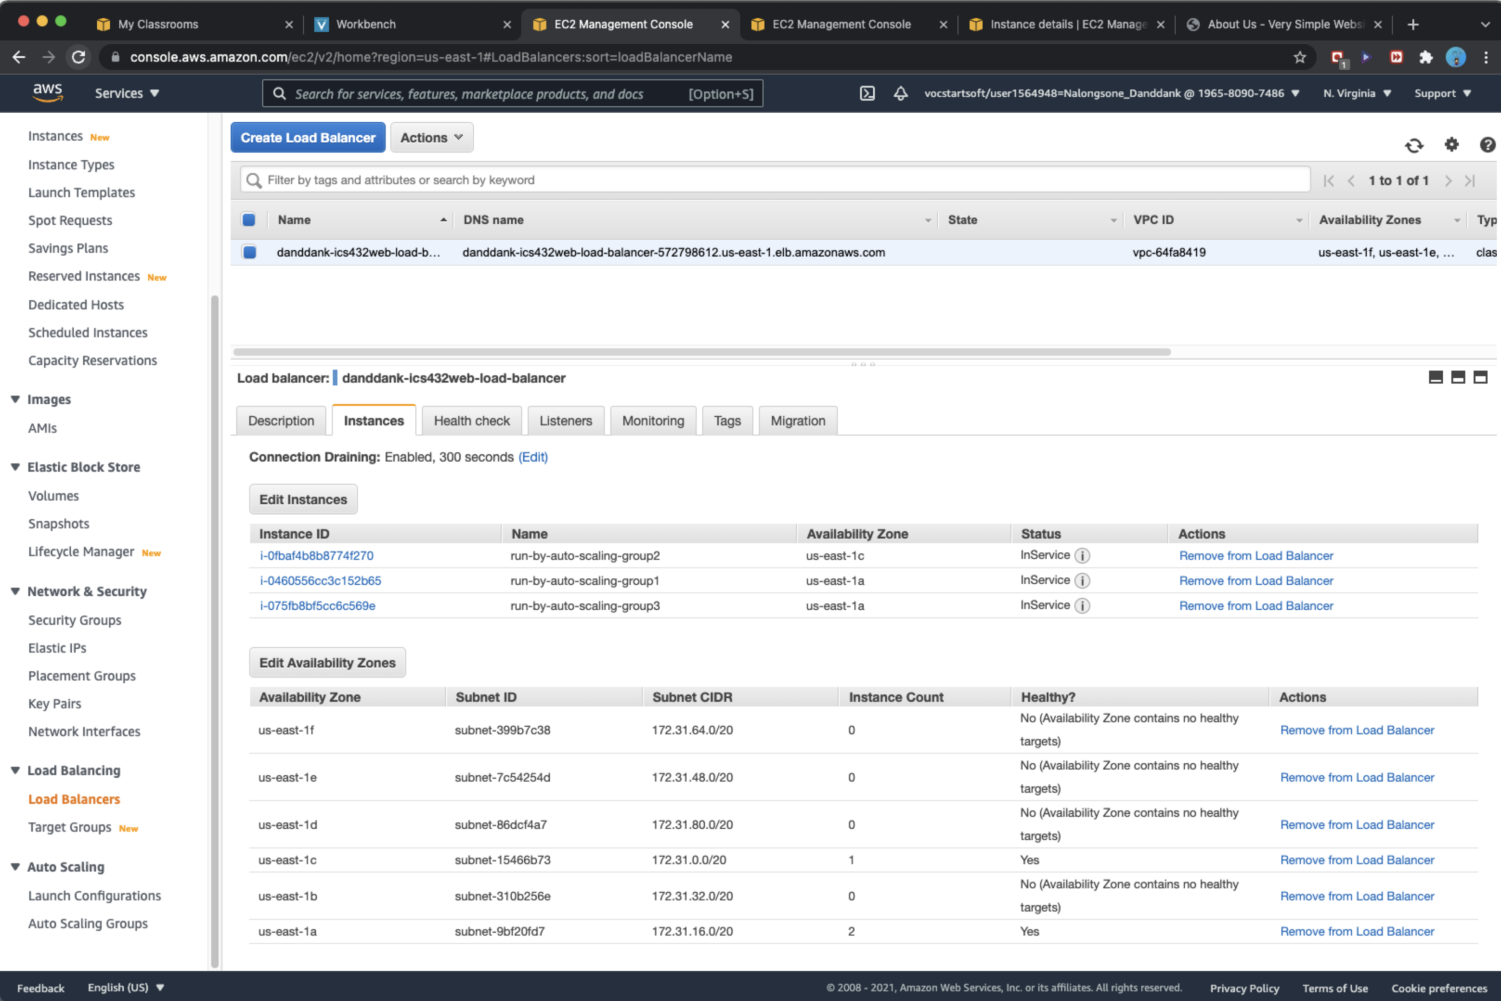 My Classrooms
Workbench
EC2 Management Console
EC2 Management Console
Instance details | EC2 Manage
About Us - Very Simple Webs
console.aws.amazon.com/ec2/v2/home?region=us-east-1#LoadBalancers:sort=loadBalancerName
aws
Services
Search for services, features, marketplace products, and docs [Option+S]
vocstartsoft/user1564948=Nalongsone_Danddank @ 1965-8090-7486
N. Virginia
Support
Instances New
Instance Types
Launch Templates
Spot Requests
Savings Plans
Reserved Instances New
Dedicated Hosts
Scheduled Instances
Capacity Reservations
Images
AMIs
Elastic Block Store
Volumes
Snapshots
Lifecycle Manager New
Network & Security
Security Groups
Elastic IPs
Placement Groups
Key Pairs
Network Interfaces
Load Balancing
Load Balancers
Target Groups New
Auto Scaling
Launch Configurations
Auto Scaling Groups
Create Load Balancer Actions
Filter by tags and attributes or search by keyword
1 to 1 of 1
Name DNS name State VPC ID Availability Zones Typ
danddank-ics432web-load-b... danddank-ics432web-load-balancer-572798612.us-east-1.elb.amazonaws.com vpc-64fa8419 us-east-1f, us-east-1e, ... clas
Load balancer: danddank-ics432web-load-balancer
Description Instances Health check Listeners Monitoring Tags Migration
Connection Draining: Enabled, 300 seconds (Edit)
Edit Instances
Instance ID Name Availability Zone Status Actions
i-0fbaf4b8b8774f270 run-by-auto-scaling-group2 us-east-1c InService i Remove from Load Balancer
i-0460556cc3c152b65 run-by-auto-scaling-group1 us-east-1a InService i Remove from Load Balancer
i-075fb8bf5cc6c569e run-by-auto-scaling-group3 us-east-1a InService i Remove from Load Balancer
Edit Availability Zones
Availability Zone Subnet ID Subnet CIDR Instance Count Healthy? Actions
us-east-1f subnet-399b7c38 172.31.64.0/20 0 No (Availability Zone contains no healthy targets) Remove from Load Balancer
us-east-1e subnet-7c54254d 172.31.48.0/20 0 No (Availability Zone contains no healthy targets) Remove from Load Balancer
us-east-1d subnet-86dcf4a7 172.31.80.0/20 0 No (Availability Zone contains no healthy targets) Remove from Load Balancer
us-east-1c subnet-15466b73 172.31.0.0/20 1 Yes Remove from Load Balancer
us-east-1b subnet-310b256e 172.31.32.0/20 0 No (Availability Zone contains no healthy targets) Remove from Load Balancer
us-east-1a subnet-9bf20fd7 172.31.16.0/20 2 Yes Remove from Load Balancer
Feedback English (US)
© 2008 - 2021, Amazon Web Services, Inc. or its affiliates. All rights reserved. Privacy Policy Terms of Use Cookie preferences